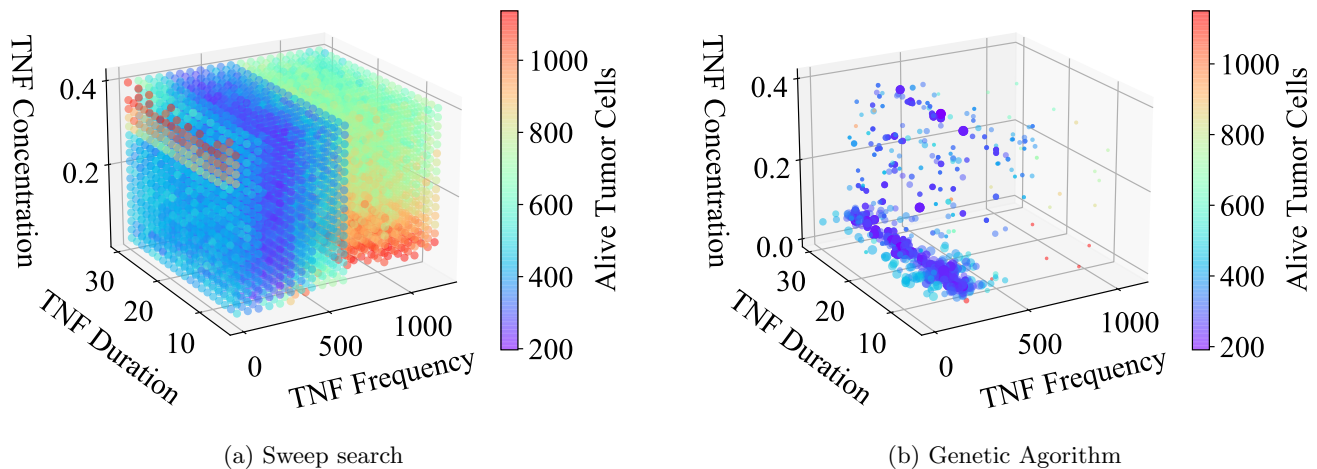 TNF Concentration
0.4
0.2
30
20
10
TNF Duration
0
500
1000
TNF Frequency
1000
800
600
400
200
Alive Tumor Cells
(a) Sweep search
TNF Concentration
0.4
0.2
0.0
30
20
10
TNF Duration
0
500
1000
TNF Frequency
1000
800
600
400
200
Alive Tumor Cells
(b) Genetic Agorithm